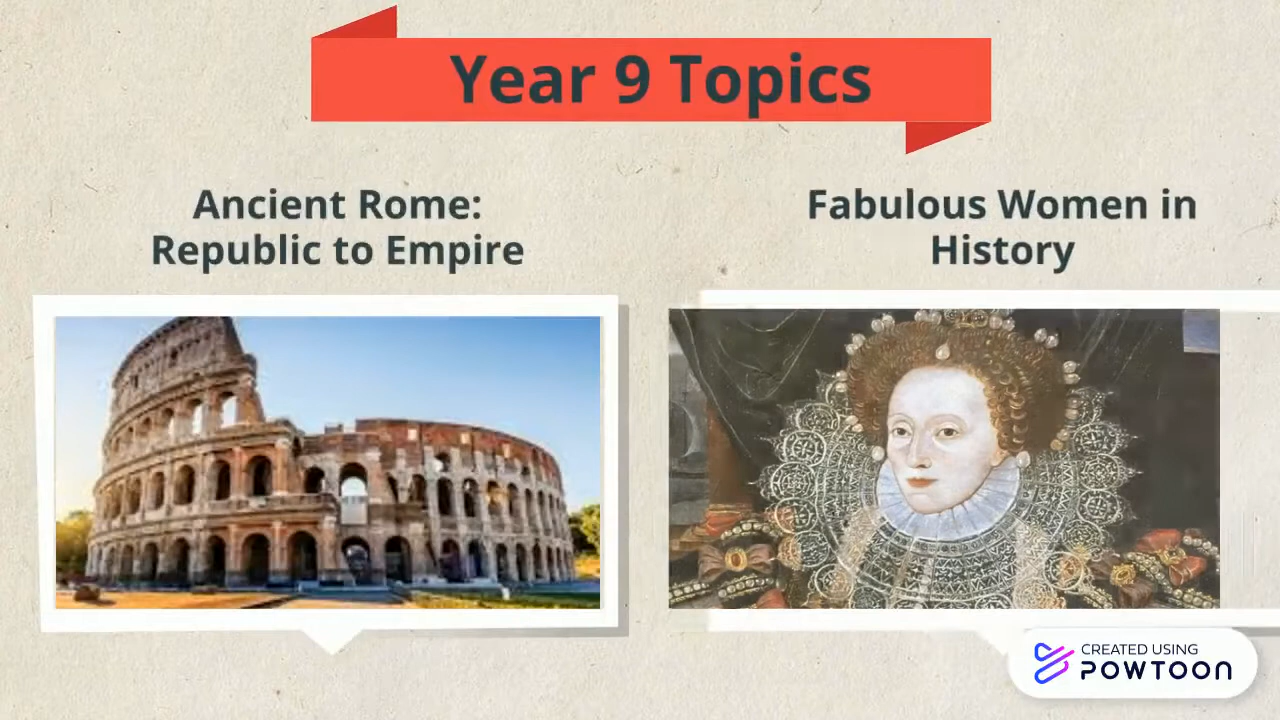 Year 9 Topics
Ancient Rome:
Republic to Empire
Fabulous Women in
History
CREATED USING
POWTOON